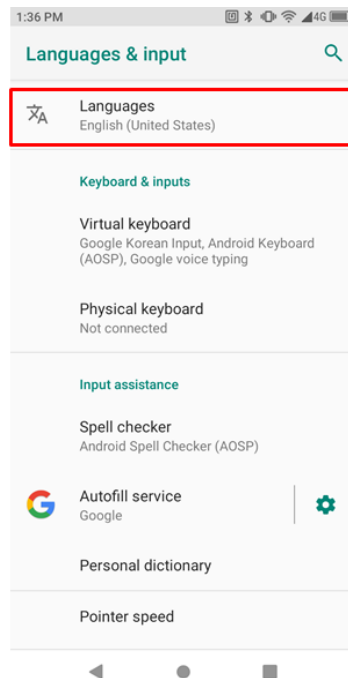 1:36 PM 4G
Languages & input
Languages
English (United States)
Keyboard & inputs
Virtual keyboard
Google Korean Input, Android Keyboard
(AOSP), Google voice typing
Physical keyboard
Not connected
Input assistance
Spell checker
Android Spell Checker (AOSP)
Autofill service
Google
Personal dictionary
Pointer speed